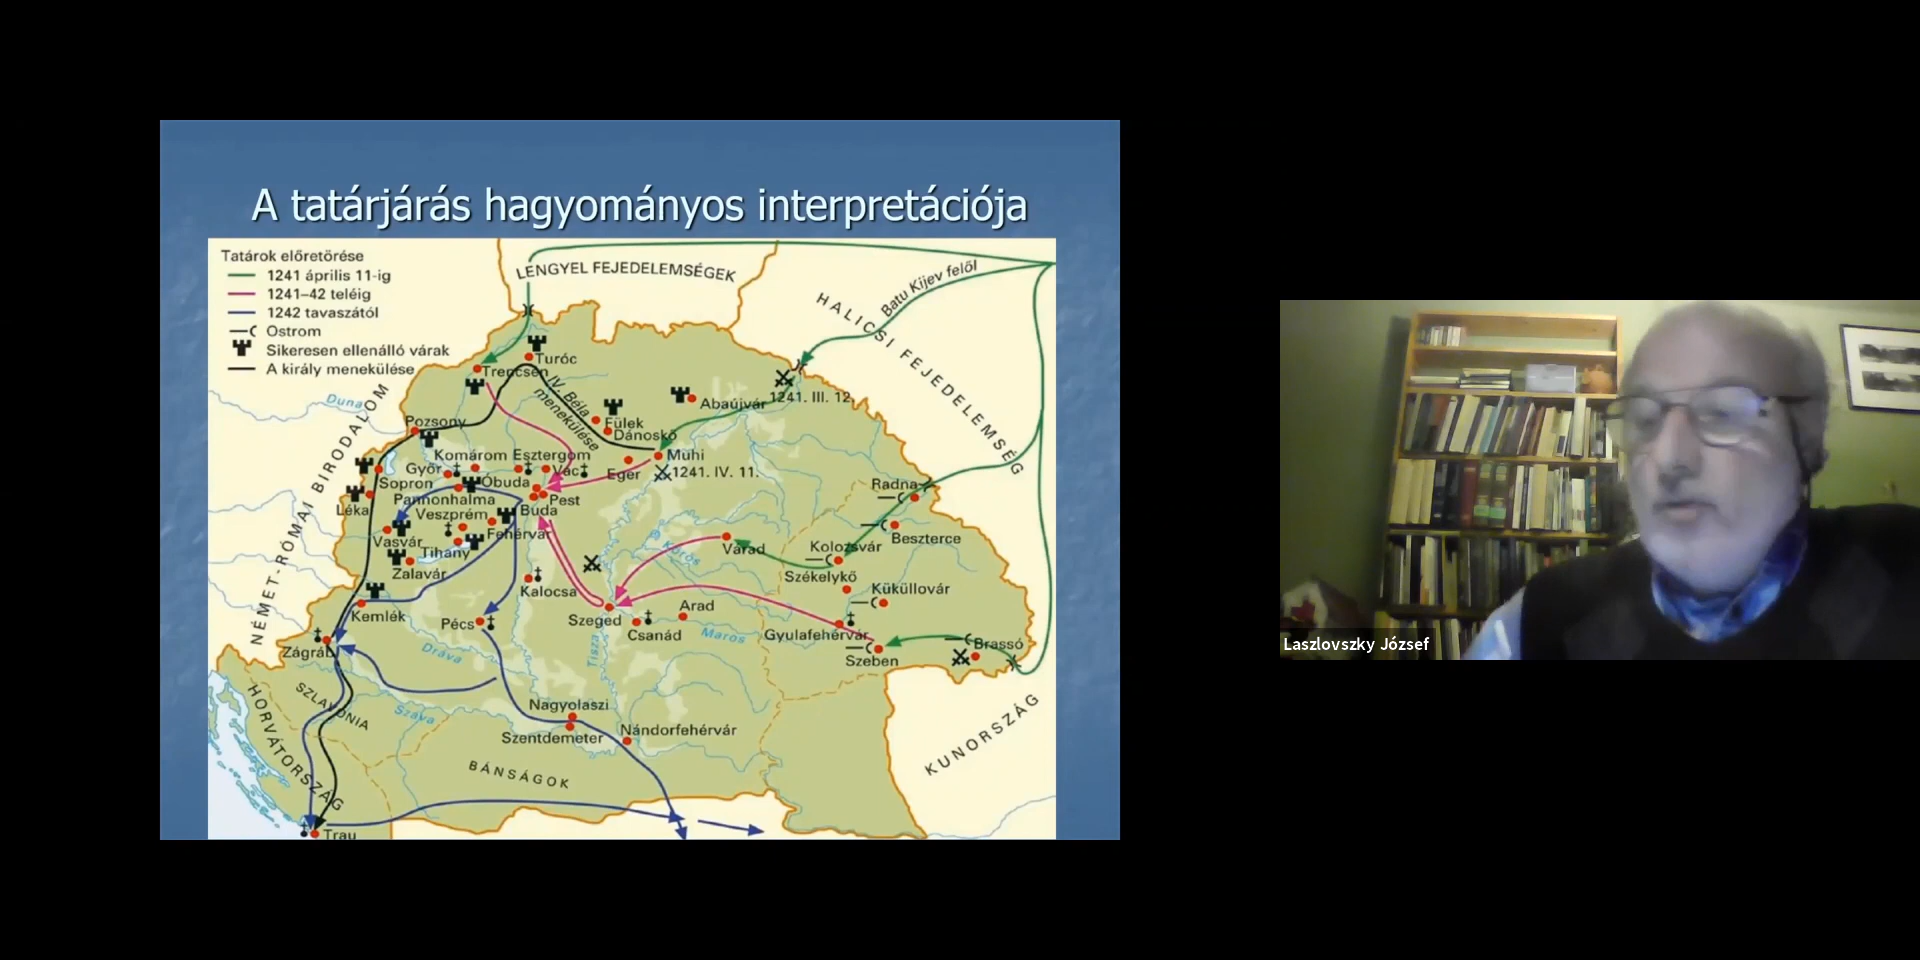 A tatárjárás hagyományos interpretációja
Tatárok előretörése
1241 április 11-ig
1241–42 teléig
1242 tavaszától
Ostrom
Sikeresen ellenálló várak
A király menekülése
LENGYEL FEJEDELEMSÉGEK
Batu Kijev felől
HALICSI FEJEDELEMSÉG
NÉMET-RÓMAI BIRODALOM
Duna
Turóc
Trencsén
IV. Béla
menekülése
Abaújvár
1241. III. 12.
Pozsony
Fülek
Dánoskő
Muhi
1241. IV. 11.
Komárom
Esztergom
Győr
Vác
Eger
Sopron
Óbuda
Pannonhalma
Pest
Buda
Léka
Veszprém
Fehérvár
Vasvár
Tihany
Zalavár
Radna
Beszterce
Várad
Kolozsvár
Székelykő
Küküllővár
Körös
Kalocsa
Kemlék
Pécs
Szeged
Csanád
Arad
Maros
Gyulafehérvár
Szeben
Brassó
Zágráb
Dráva
Tisza
SZLAVÓNIA
Száva
Nagyolaszi
Szentdemeter
Nándorfehérvár
HORVÁTORSZÁG
BÁNSÁGOK
KUNORSZÁG
Trau
Laszlovszky József